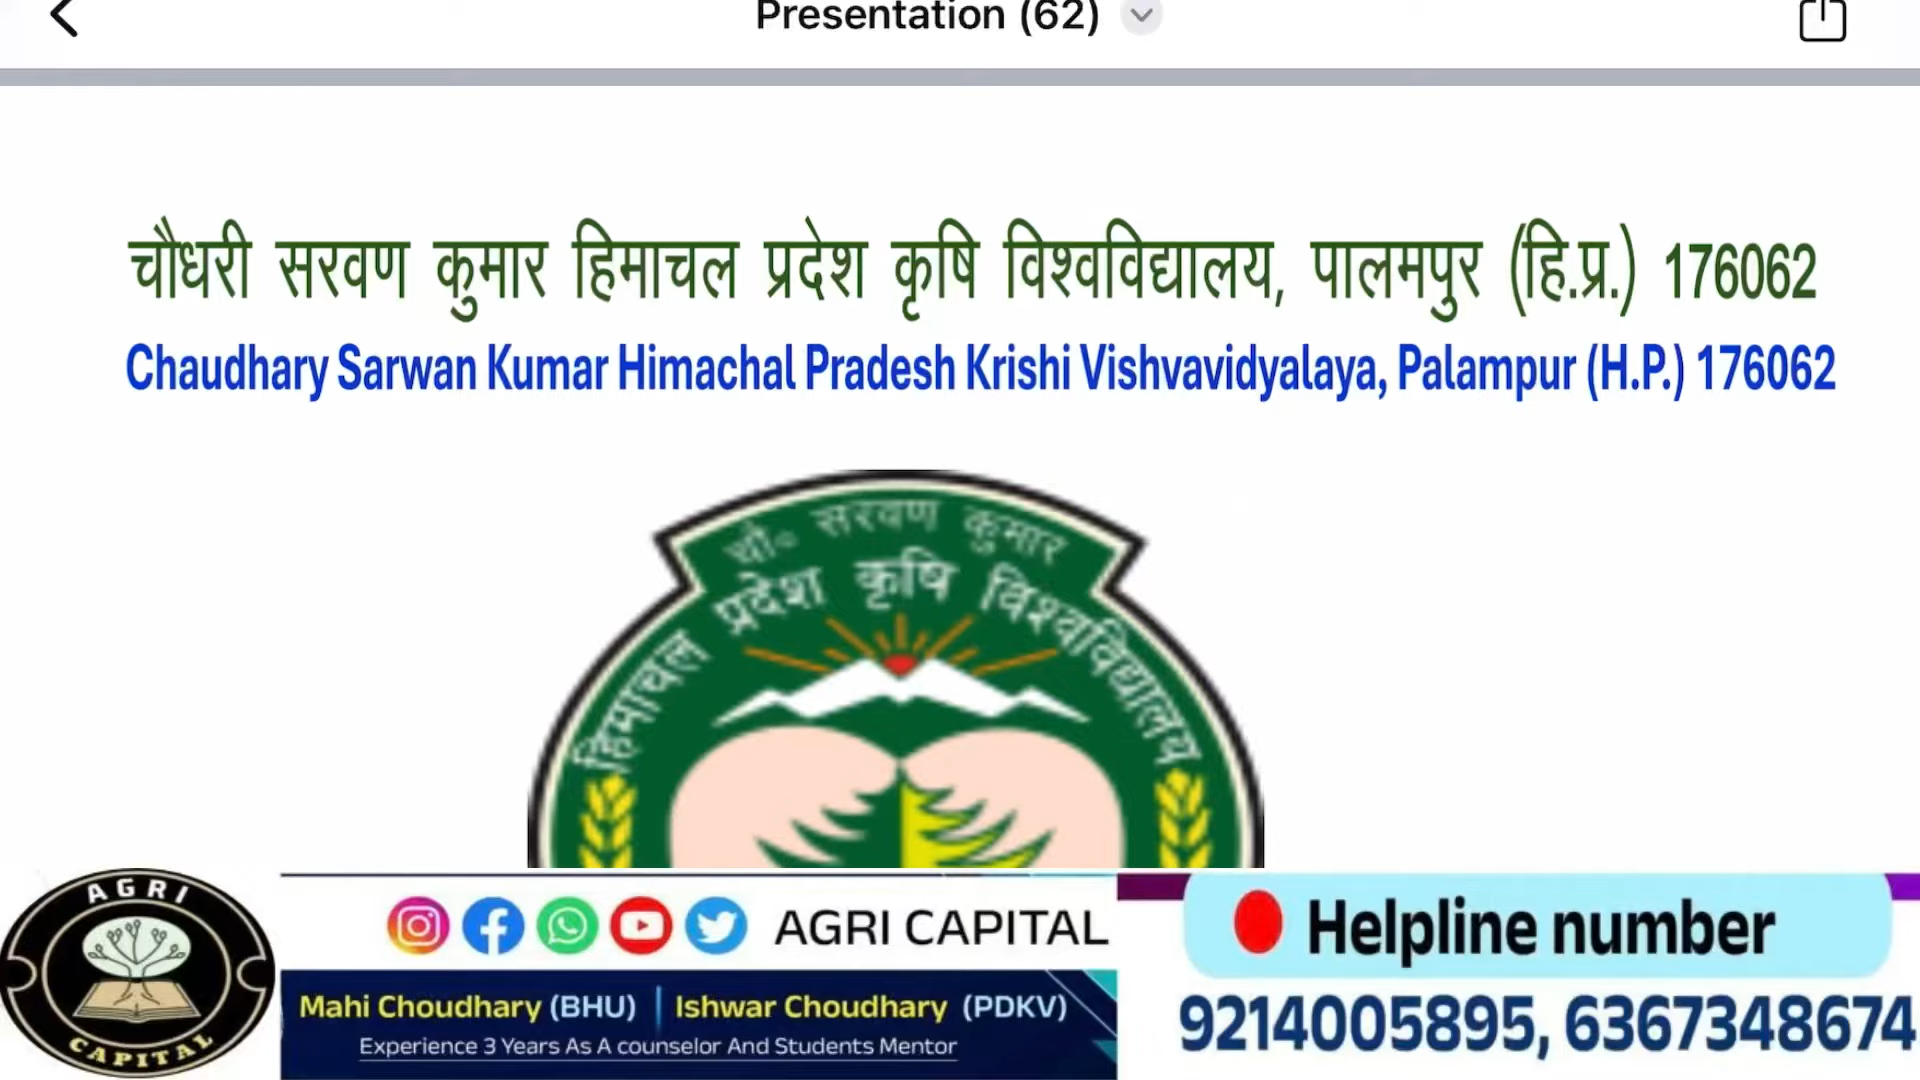 Presentation (62)
चौधरी सरवण कुमार हिमाचल प्रदेश कृषि विश्वविद्यालय, पालमपुर (हि.प्र.) 176062
Chaudhary Sarwan Kumar Himachal Pradesh Krishi Vishvavidyalaya, Palampur (H.P.) 176062
चौ० सरवण कुमार
हिमाचल प्रदेश कृषि विश्वविद्यालय
AGRI
CAPITAL
AGRI CAPITAL
Mahi Choudhary (BHU) | Ishwar Choudhary (PDKV)
Experience 3 Years As A counselor And Students Mentor
Helpline number
9214005895, 6367348674